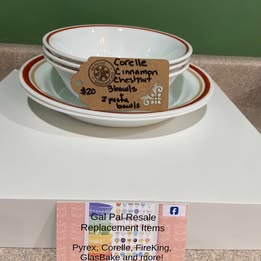 Corelle
Cinnamon
Chestnut
$20
3 bowls
&
2 pasta
bowls
Gal Pal Resale
Replacement Items
Pyrex, Corelle, FireKing,
GlasBake and more!